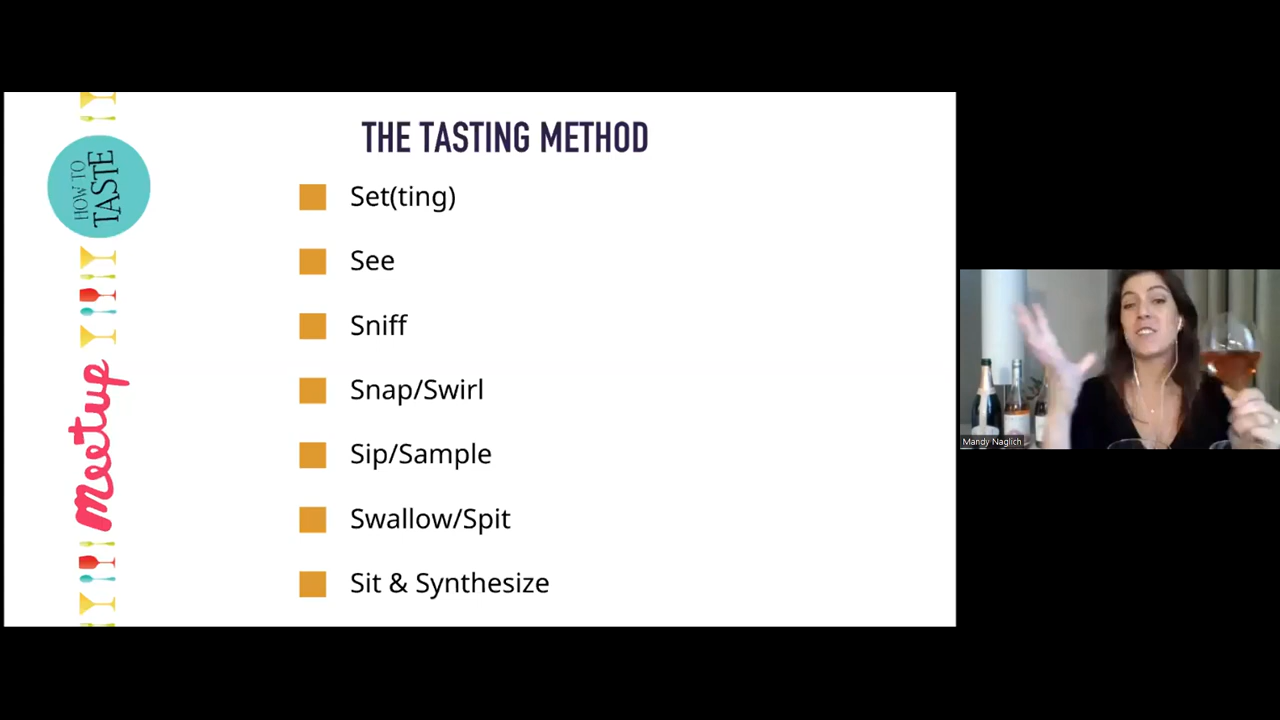 THE TASTING METHOD
HOW TO
TASTE
meetup
Set(ting)
See
Sniff
Snap/Swirl
Sip/Sample
Swallow/Spit
Sit & Synthesize
Mandy Naglich